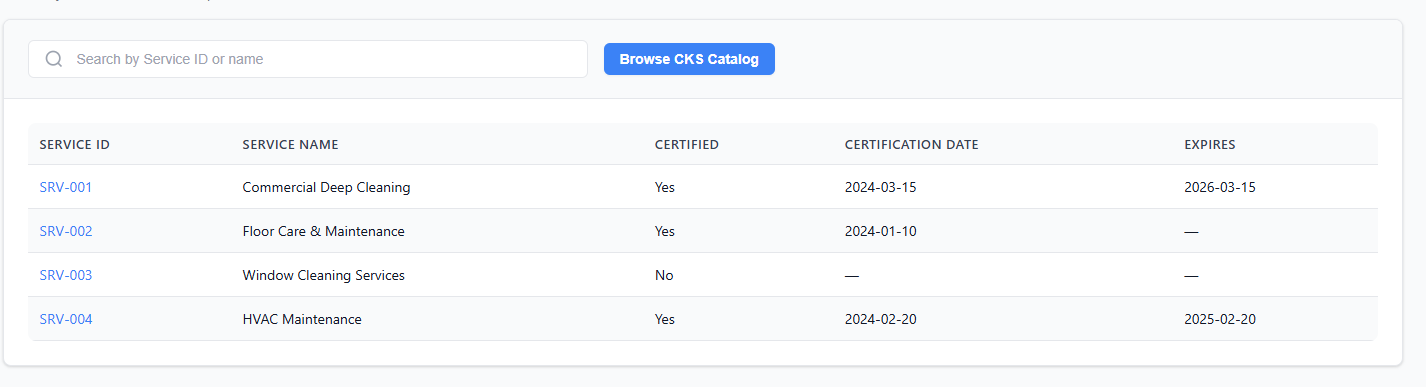 Search by Service ID or name
Browse CKS Catalog
SERVICE ID SERVICE NAME CERTIFIED CERTIFICATION DATE EXPIRES
SRV-001 Commercial Deep Cleaning Yes 2024-03-15 2026-03-15
SRV-002 Floor Care & Maintenance Yes 2024-01-10 —
SRV-003 Window Cleaning Services No — —
SRV-004 HVAC Maintenance Yes 2024-02-20 2025-02-20